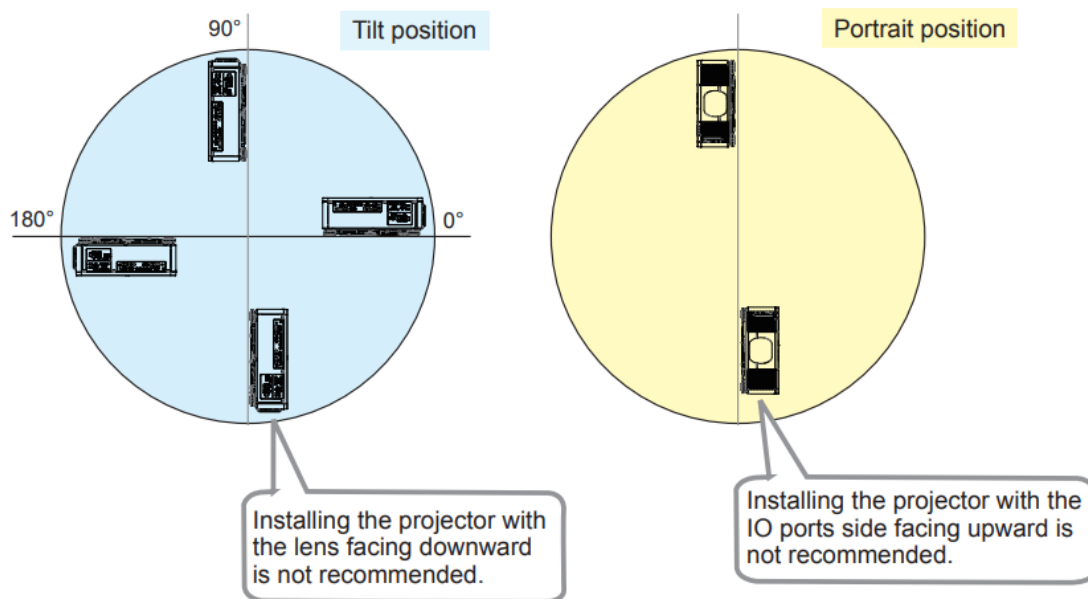 90°
Tilt position
Portrait position
180°
0°
Installing the projector with
the lens facing downward
is not recommended.
Installing the projector with the
IO ports side facing upward is
not recommended.